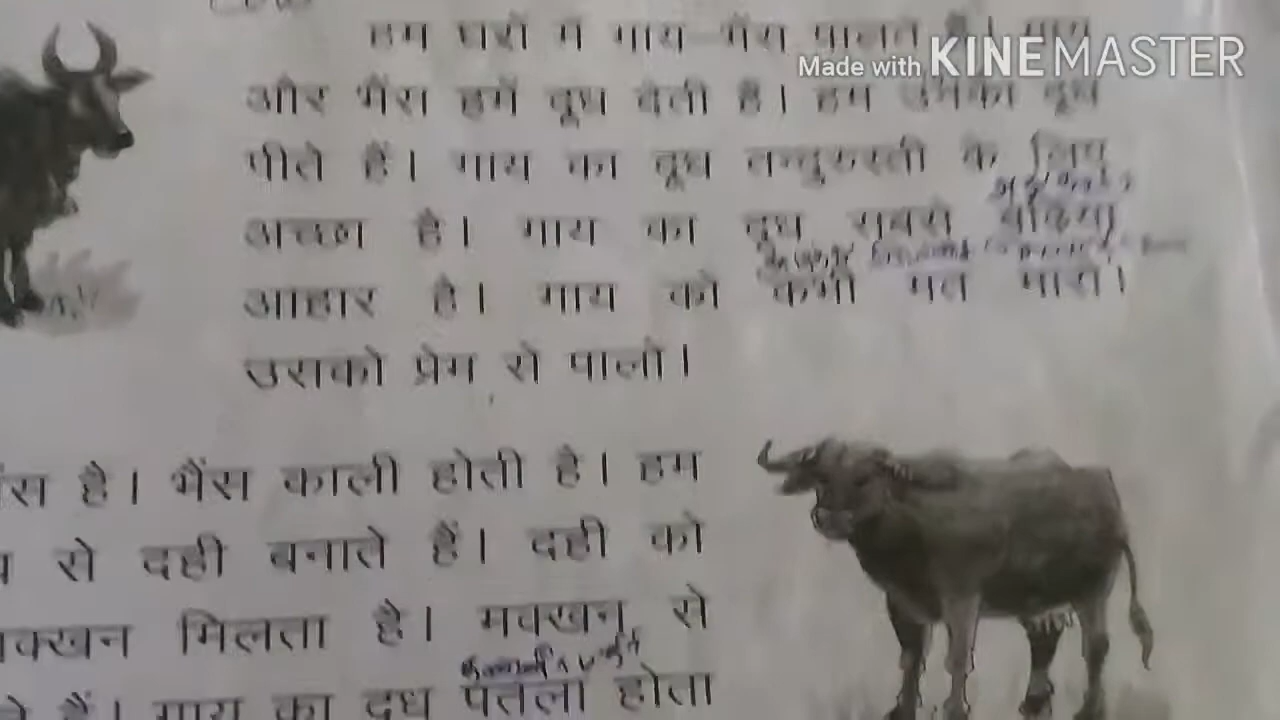 Made with KINEMASTER
हम घरों में गाय-भैंस पालते हैं। गाय
और भैंस हमें दूध देती हैं। हम उनका दूध
पीते हैं। गाय का दूध तन्दुरुस्ती के लिए
अच्छा है। गाय का दूध सबसे बढ़िया
आहार है। गाय को कभी मत मारो।
उसको प्रेम से पालो।
है। भैंस काली होती है। हम
से दही बनाते हैं। दही को
मक्खन मिलता है। मक्खन से
हैं। गाय का दूध पतला होता